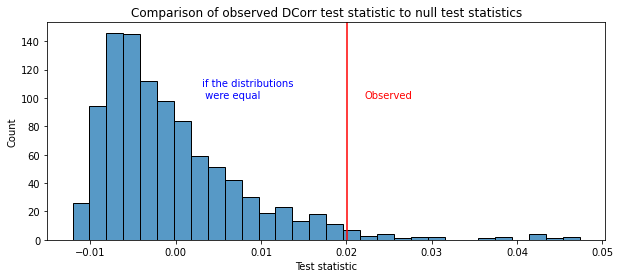 Comparison of observed DCorr test statistic to null test statistics
140
120
100
80
60
40
20
0
Count
if the distributions
were equal
Observed
−0.01 0.00 0.01 0.02 0.03 0.04 0.05
Test statistic